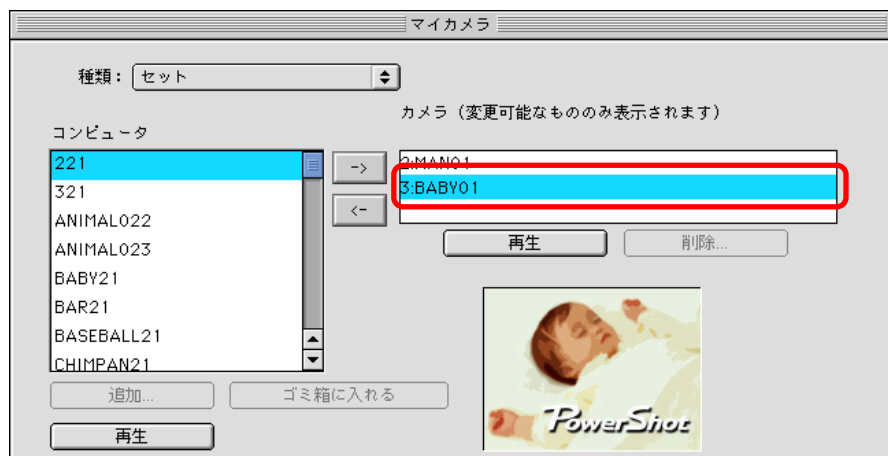 マイカメラ
種類： セット
カメラ（変更可能なもののみ表示されます）
コンピュータ
221
321
ANIMAL022
ANIMAL023
BABY21
BAR21
BASEBALL21
CHIMPAN21
->
<-
2:MAN01
3:BABY01
再生
削除...
追加...
ゴミ箱に入れる
再生
PowerShot